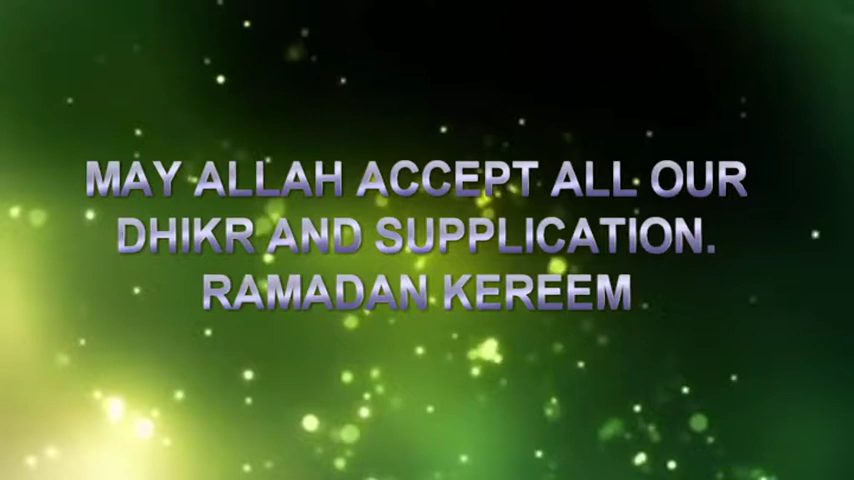 MAY ALLAH ACCEPT ALL OUR
DHIKR AND SUPPLICATION.
RAMADAN KEREEM